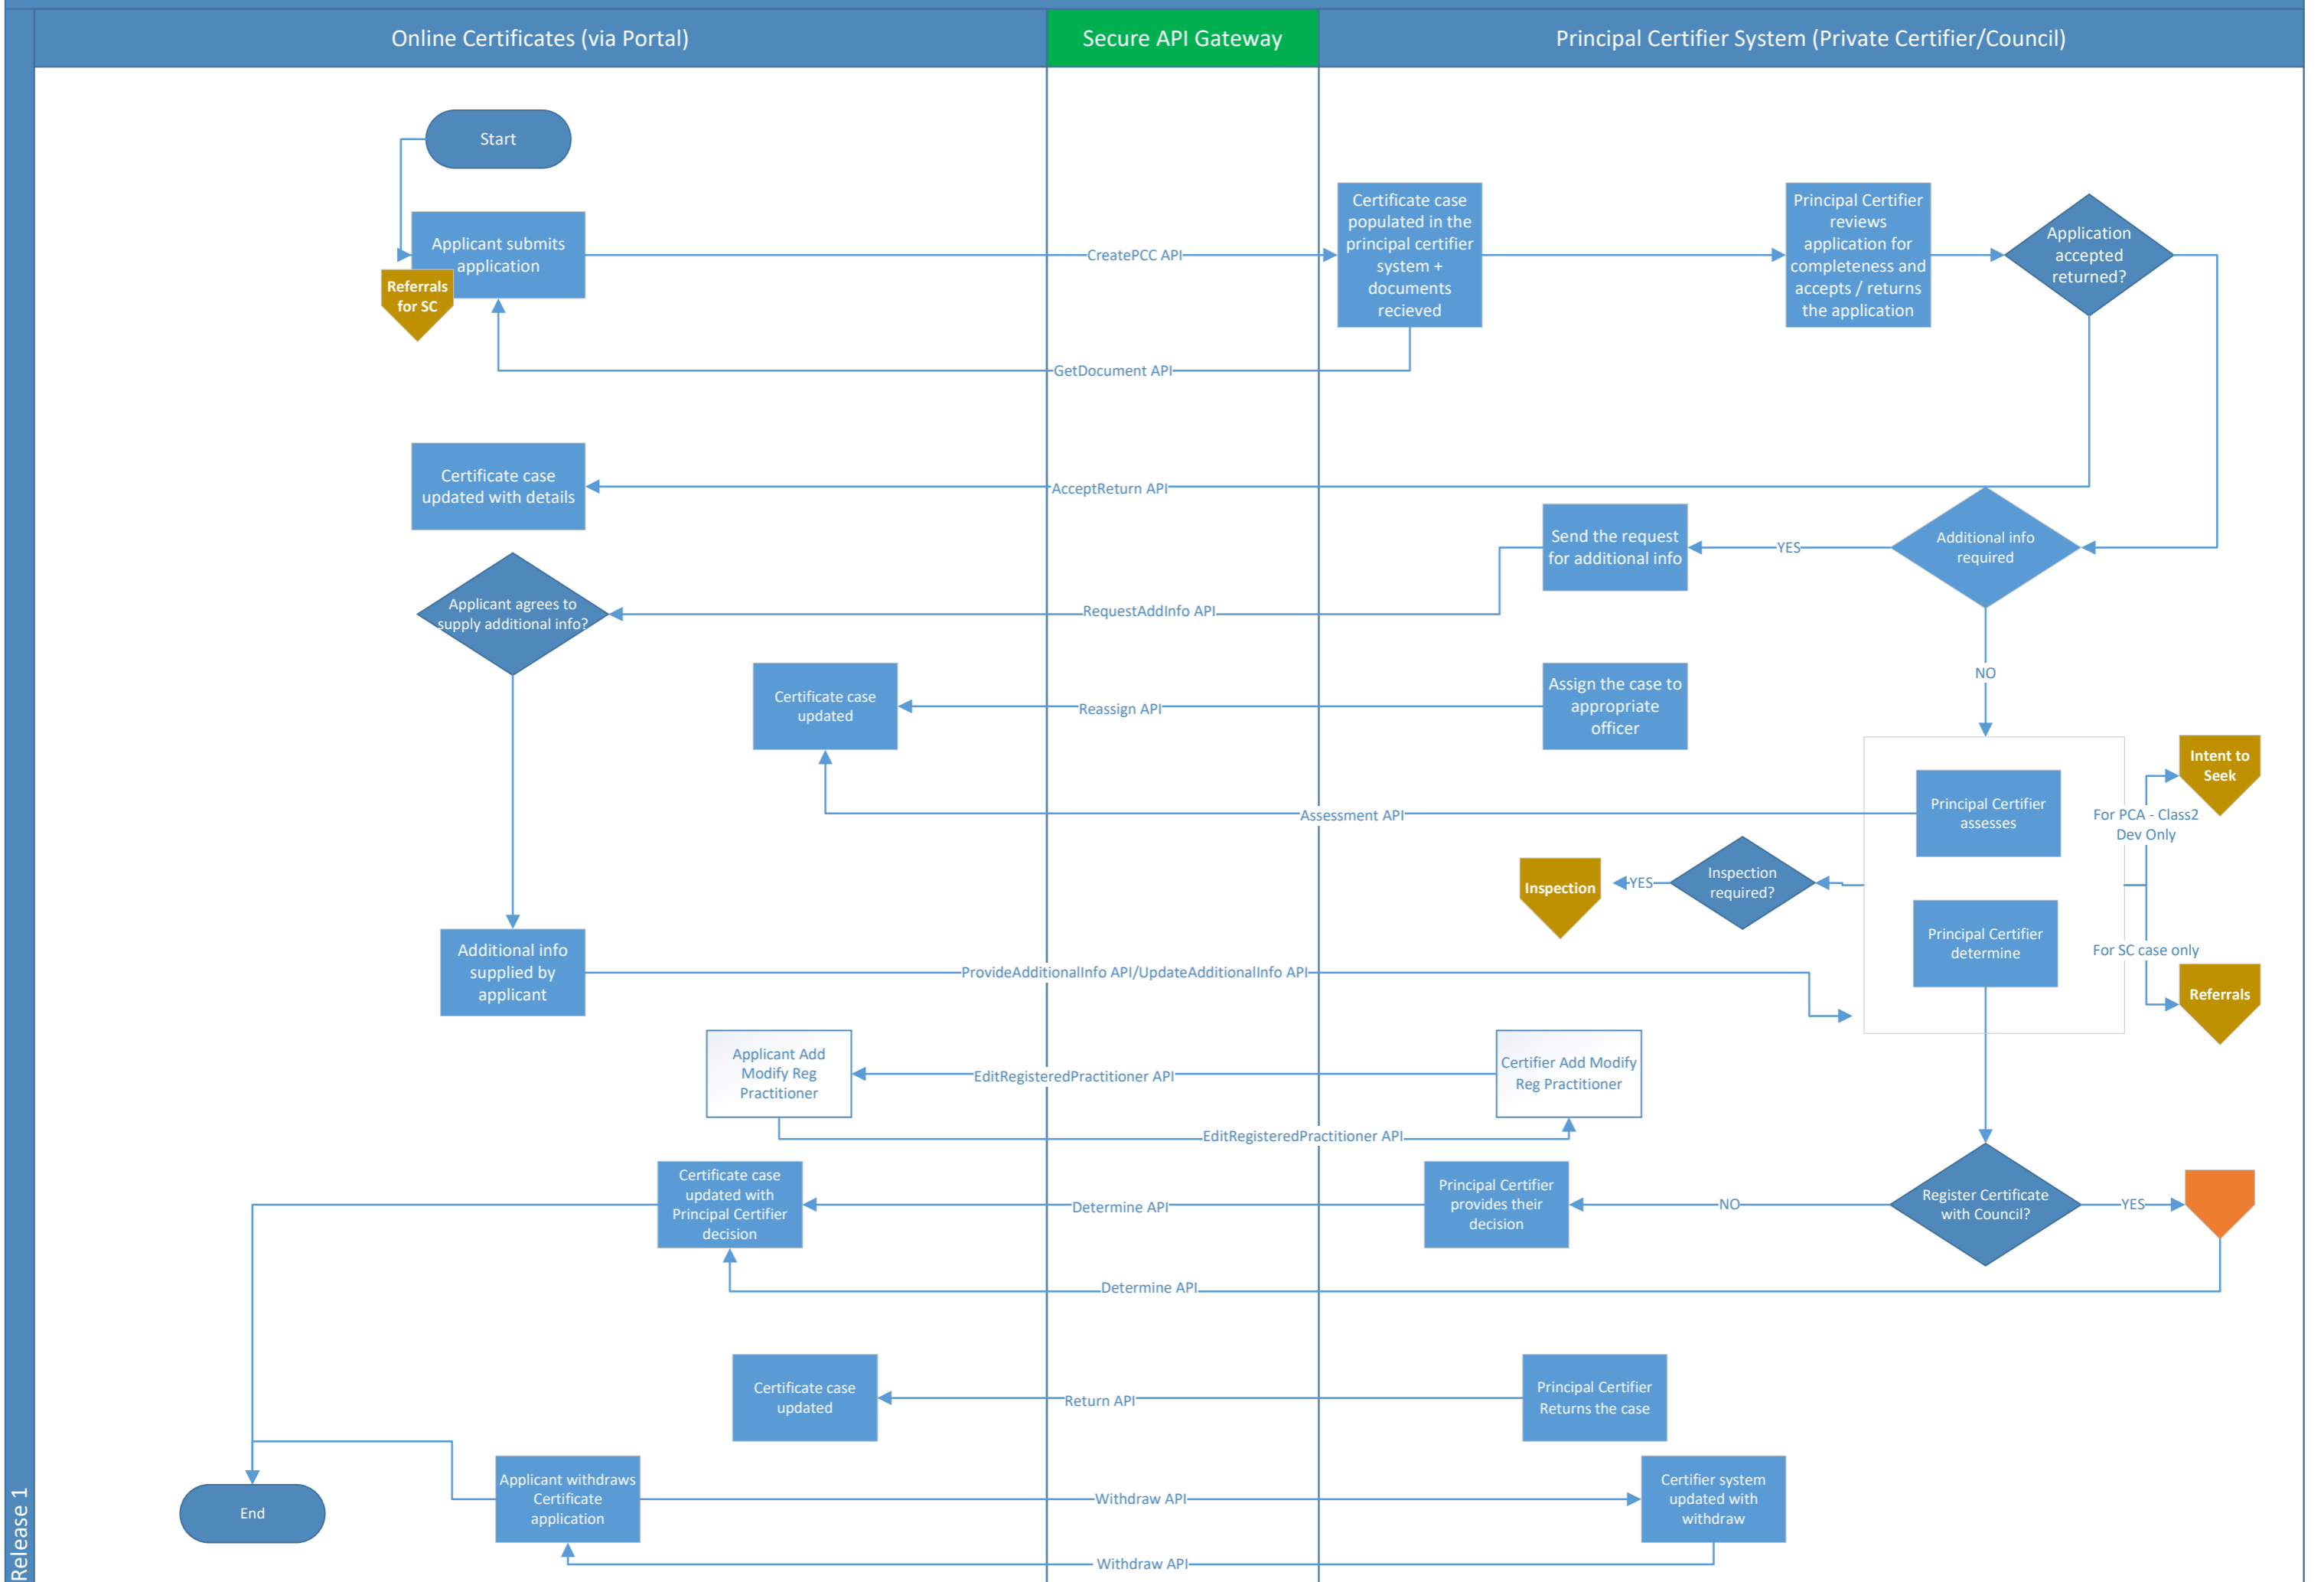 Online Certificates (via Portal)
Secure API Gateway
Principal Certifier System (Private Certifier/Council)
Start
Applicant submits
application
Referrals
for SC
CreatePCC API
Certificate case
populated in the
principal certifier
system +
documents
recieved
Principal Certifier
reviews
application for
completeness and
accepts / returns
the application
Application
accepted
returned?
GetDocument API
Certificate case
updated with details
AcceptReturn API
Send the request
for additional info
YES
Additional info
required
Applicant agrees to
supply additional info?
RequestAddInfo API
NO
Certificate case
updated
Reassign API
Assign the case to
appropriate
officer
Intent to
Seek
Principal Certifier
assesses
For PCA - Class2
Dev Only
Assessment API
Inspection
YES
Inspection
required?
Principal Certifier
determine
For SC case only
Referrals
Additional info
supplied by
applicant
ProvideAdditionalInfo API/UpdateAdditionalInfo API
Applicant Add
Modify Reg
Practitioner
EditRegisteredPractitioner API
Certifier Add Modify
Reg Practitioner
EditRegisteredPractitioner API
Certificate case
updated with
Principal Certifier
decision
Determine API
Principal Certifier
provides their
decision
NO
Register Certificate
with Council?
YES
Determine API
Certificate case
updated
Return API
Principal Certifier
Returns the case
End
Applicant withdraws
Certificate
application
Withdraw API
Certifier system
updated with
withdraw
Withdraw API
Release 1